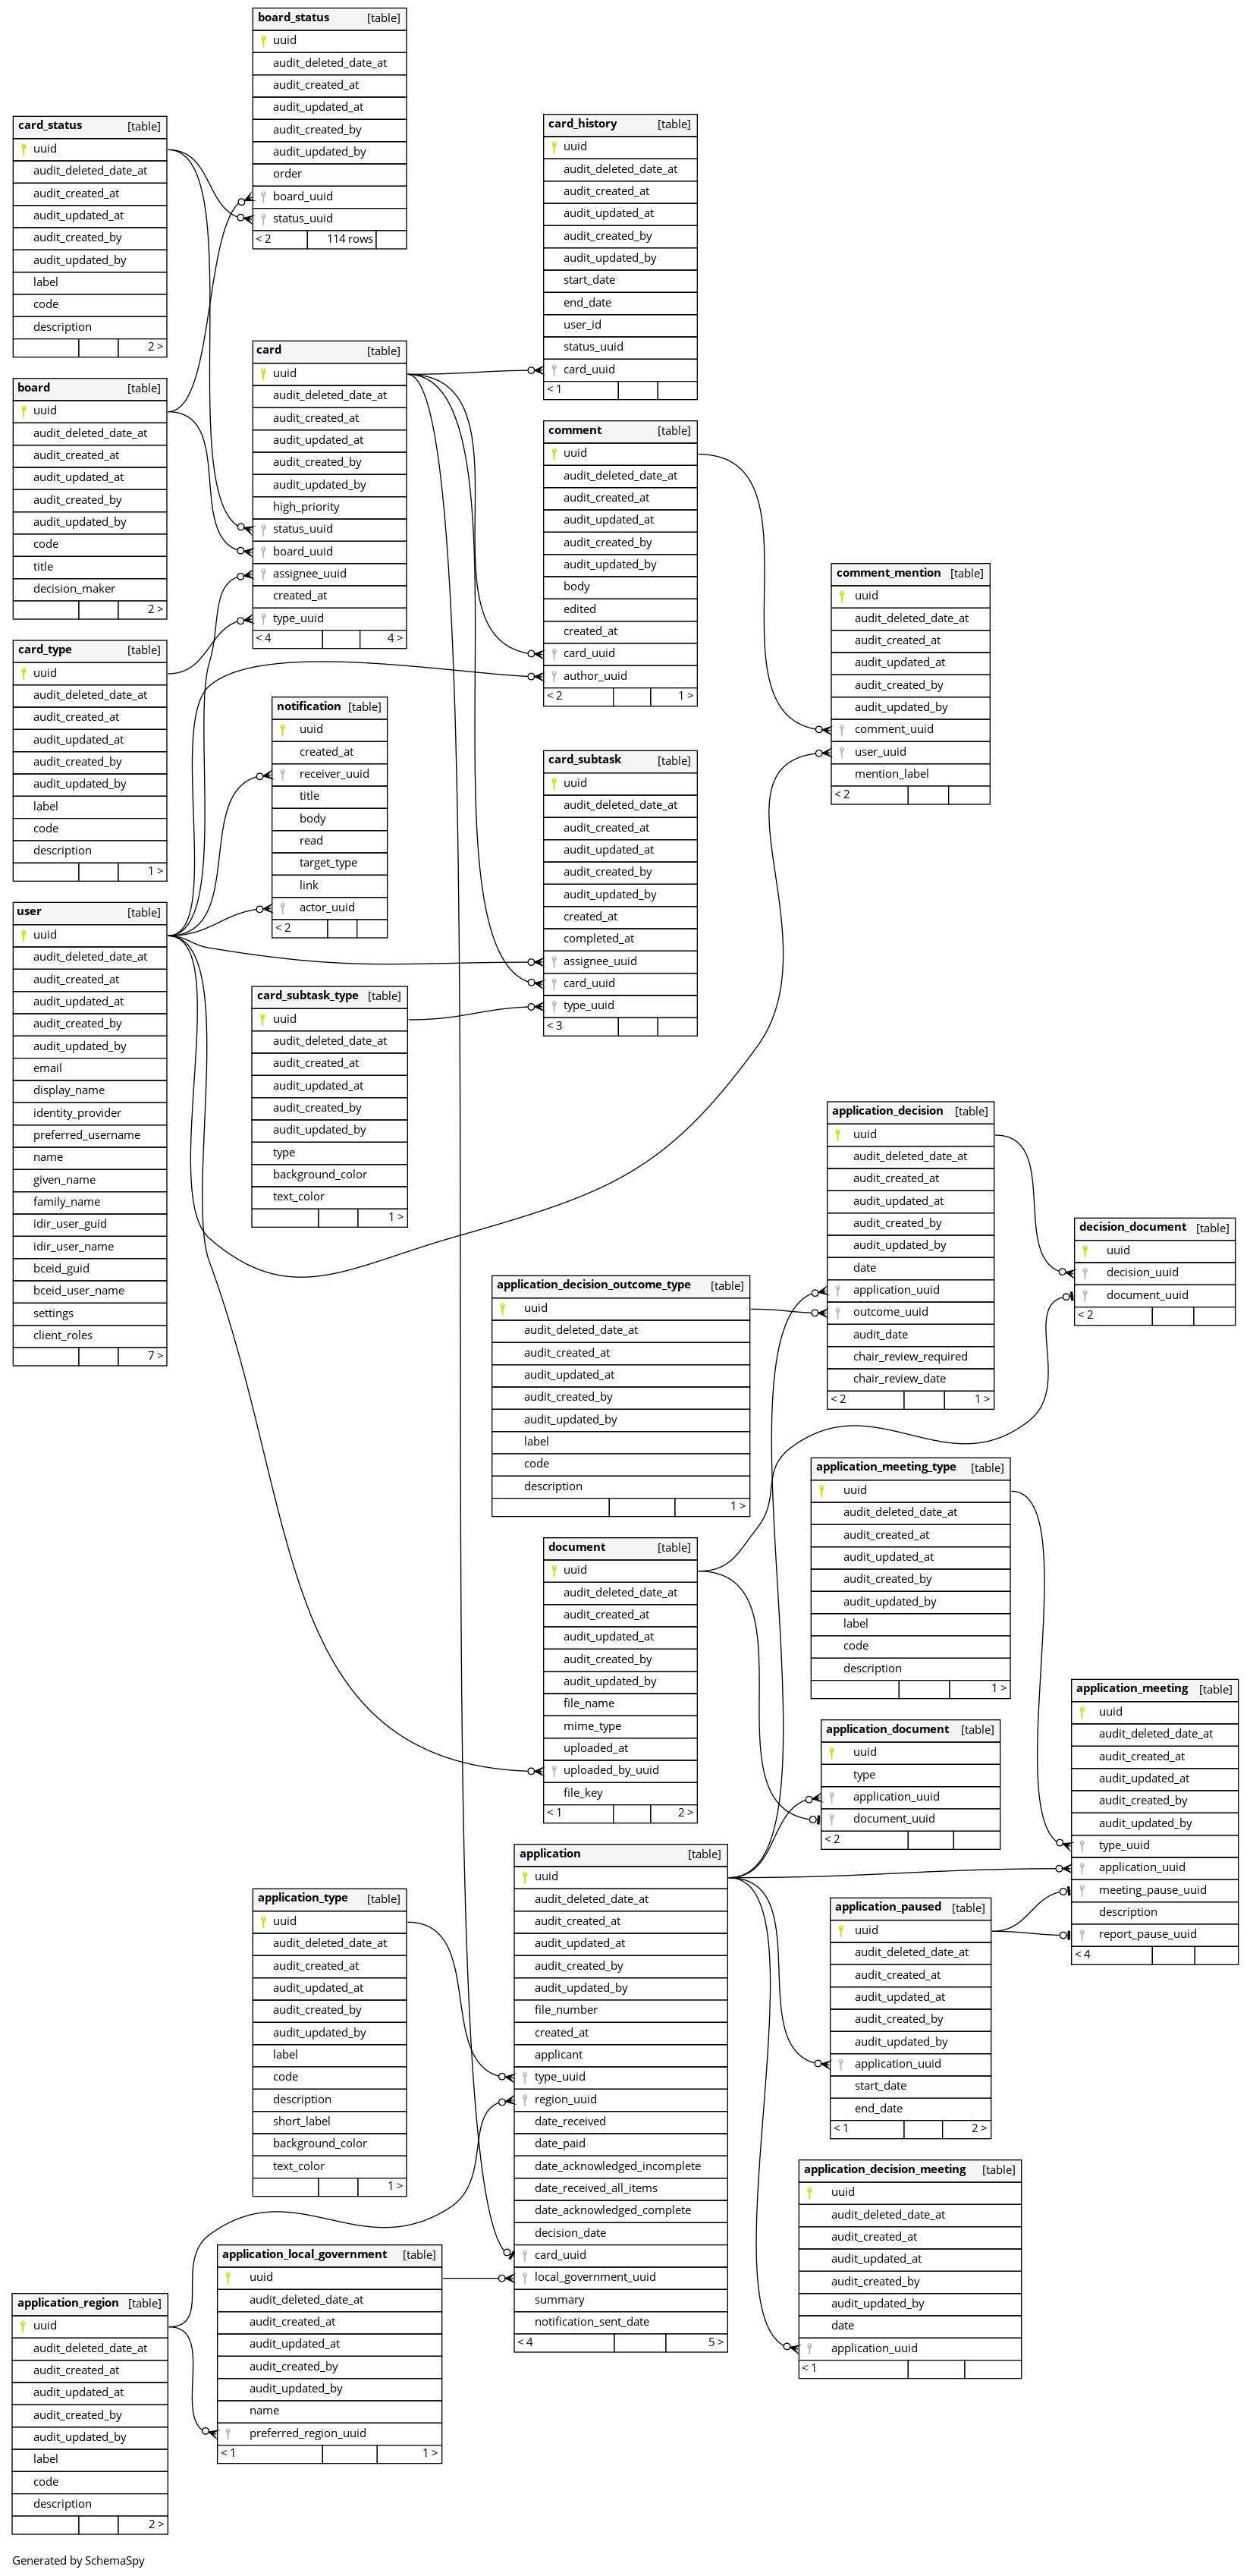 board_status [table]
uuid
audit_deleted_date_at
audit_created_at
audit_updated_at
audit_created_by
audit_updated_by
order
board_uuid
status_uuid
< 2 114 rows
card_status [table]
uuid
audit_deleted_date_at
audit_created_at
audit_updated_at
audit_created_by
audit_updated_by
label
code
description
2 >
board [table]
uuid
audit_deleted_date_at
audit_created_at
audit_updated_at
audit_created_by
audit_updated_by
code
title
decision_maker
2 >
card_type [table]
uuid
audit_deleted_date_at
audit_created_at
audit_updated_at
audit_created_by
audit_updated_by
label
code
description
1 >
user [table]
uuid
audit_deleted_date_at
audit_created_at
audit_updated_at
audit_created_by
audit_updated_by
email
display_name
identity_provider
preferred_username
name
given_name
family_name
idir_user_guid
idir_user_name
bceid_guid
bceid_user_name
settings
client_roles
7 >
card [table]
uuid
audit_deleted_date_at
audit_created_at
audit_updated_at
audit_created_by
audit_updated_by
high_priority
status_uuid
board_uuid
assignee_uuid
created_at
type_uuid
< 4 4 >
notification [table]
uuid
created_at
receiver_uuid
title
body
read
target_type
link
actor_uuid
< 2
card_subtask_type [table]
uuid
audit_deleted_date_at
audit_created_at
audit_updated_at
audit_created_by
audit_updated_by
type
background_color
text_color
1 >
card_history [table]
uuid
audit_deleted_date_at
audit_created_at
audit_updated_at
audit_created_by
audit_updated_by
start_date
end_date
user_id
status_uuid
card_uuid
< 1
comment [table]
uuid
audit_deleted_date_at
audit_created_at
audit_updated_at
audit_created_by
audit_updated_by
body
edited
created_at
card_uuid
author_uuid
< 2 1 >
card_subtask [table]
uuid
audit_deleted_date_at
audit_created_at
audit_updated_at
audit_created_by
audit_updated_by
created_at
completed_at
assignee_uuid
card_uuid
type_uuid
< 3
comment_mention [table]
uuid
audit_deleted_date_at
audit_created_at
audit_updated_at
audit_created_by
audit_updated_by
comment_uuid
user_uuid
mention_label
< 2
application_decision [table]
uuid
audit_deleted_date_at
audit_created_at
audit_updated_at
audit_created_by
audit_updated_by
date
application_uuid
outcome_uuid
audit_date
chair_review_required
chair_review_date
< 2 1 >
decision_document [table]
uuid
decision_uuid
document_uuid
< 2
application_decision_outcome_type [table]
uuid
audit_deleted_date_at
audit_created_at
audit_updated_at
audit_created_by
audit_updated_by
label
code
description
1 >
application_meeting_type [table]
uuid
audit_deleted_date_at
audit_created_at
audit_updated_at
audit_created_by
audit_updated_by
label
code
description
1 >
document [table]
uuid
audit_deleted_date_at
audit_created_at
audit_updated_at
audit_created_by
audit_updated_by
file_name
mime_type
uploaded_at
uploaded_by_uuid
file_key
< 1 2 >
application_document [table]
uuid
type
application_uuid
document_uuid
< 2
application_meeting [table]
uuid
audit_deleted_date_at
audit_created_at
audit_updated_at
audit_created_by
audit_updated_by
type_uuid
application_uuid
meeting_pause_uuid
description
report_pause_uuid
< 4
application [table]
uuid
audit_deleted_date_at
audit_created_at
audit_updated_at
audit_created_by
audit_updated_by
file_number
created_at
applicant
type_uuid
region_uuid
date_received
date_paid
date_acknowledged_incomplete
date_received_all_items
date_acknowledged_complete
decision_date
card_uuid
local_government_uuid
summary
notification_sent_date
< 4 5 >
application_type [table]
uuid
audit_deleted_date_at
audit_created_at
audit_updated_at
audit_created_by
audit_updated_by
label
code
description
short_label
background_color
text_color
1 >
application_paused [table]
uuid
audit_deleted_date_at
audit_created_at
audit_updated_at
audit_created_by
audit_updated_by
application_uuid
start_date
end_date
< 1 2 >
application_decision_meeting [table]
uuid
audit_deleted_date_at
audit_created_at
audit_updated_at
audit_created_by
audit_updated_by
date
application_uuid
< 1
application_local_government [table]
uuid
audit_deleted_date_at
audit_created_at
audit_updated_at
audit_created_by
audit_updated_by
name
preferred_region_uuid
< 1 1 >
application_region [table]
uuid
audit_deleted_date_at
audit_created_at
audit_updated_at
audit_created_by
audit_updated_by
label
code
description
2 >
Generated by SchemaSpy